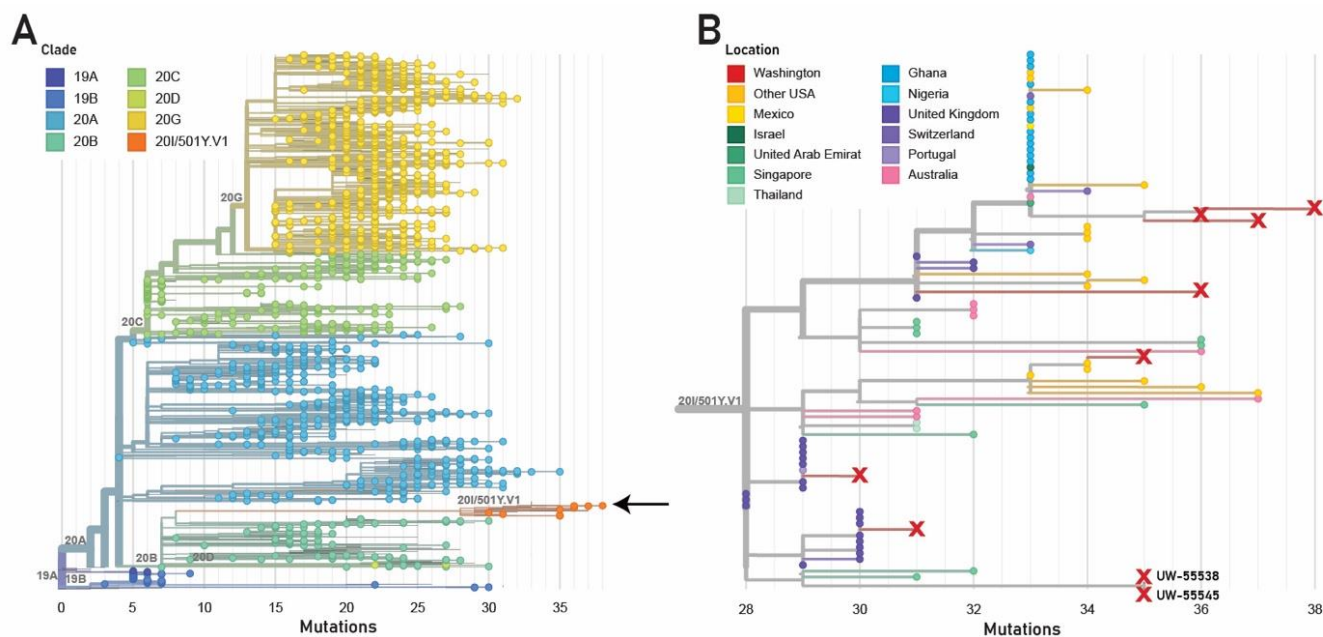 A
Clade
19A
19B
20A
20B
20C
20D
20G
20I/501Y.V1
20G
20C
20I/501Y.V1
20A
20B
20D
19A
19B
0 5 10 15 20 25 30 35
Mutations
B
Location
Washington
Other USA
Mexico
Israel
United Arab Emirat
Singapore
Thailand
Ghana
Nigeria
United Kingdom
Switzerland
Portugal
Australia
20I/501Y.V1
UW-55538
UW-55545
28 30 32 34 36 38
Mutations